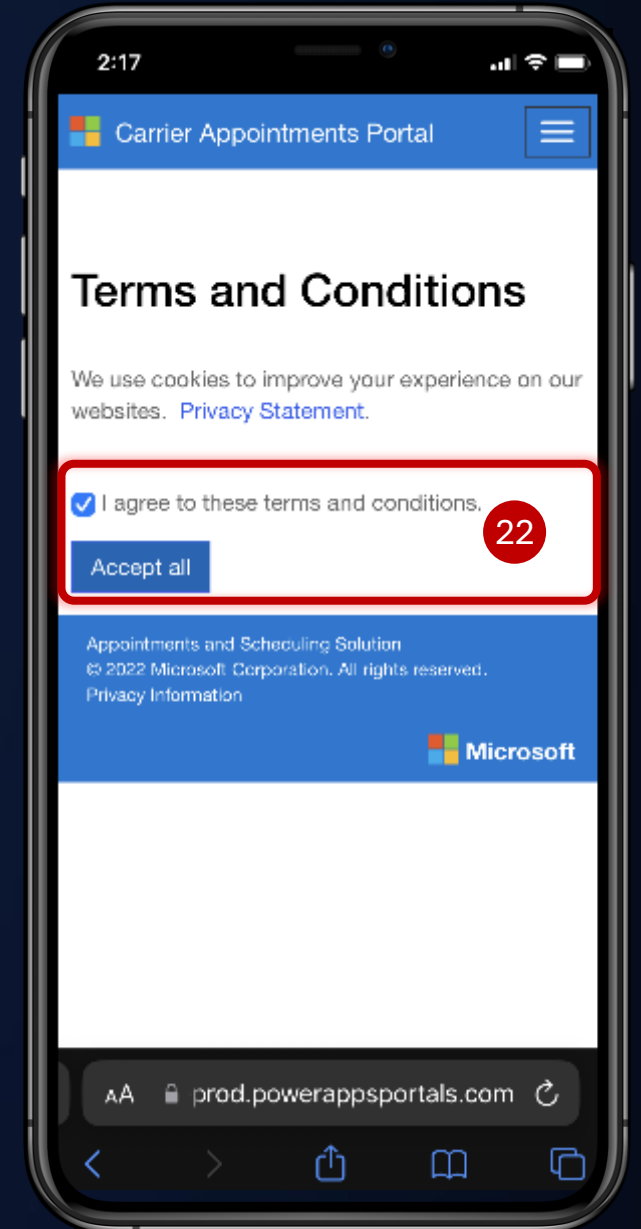 2:17
Carrier Appointments Portal
Terms and Conditions
We use cookies to improve your experience on our
websites. Privacy Statement.
I agree to these terms and conditions.
22
Accept all
Appointments and Scheduling Solution
© 2022 Microsoft Corporation. All rights reserved.
Privacy Information
Microsoft
AA prod.powerappsportals.com